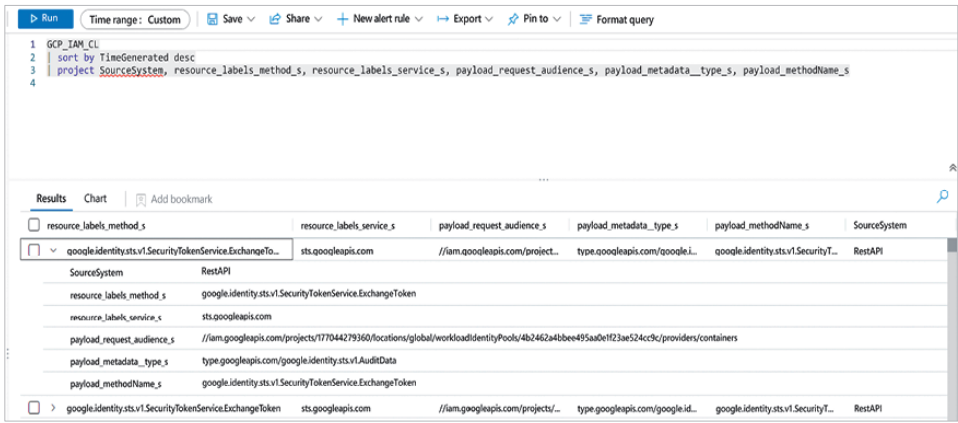 Run Time range : Custom Save Share New alert rule Export Pin to Format query
1 GCP_IAM_CL
2 | sort by TimeGenerated desc
3 | project SourceSystem, resource_labels_method_s, resource_labels_service_s, payload_request_audience_s, payload_metadata__type_s, payload_methodName_s
4
...
Results Chart Add bookmark
resource_labels_method_s resource_labels_service_s payload_request_audience_s payload_metadata__type_s payload_methodName_s SourceSystem
google.identity.sts.v1.SecurityTokenService.ExchangeTo... sts.googleapis.com //iam.googleapis.com/project... type.googleapis.com/google.i... google.identity.sts.v1.SecurityT... RestAPI
SourceSystem RestAPI
resource_labels_method_s google.identity.sts.v1.SecurityTokenService.ExchangeToken
resource_labels_service_s sts.googleapis.com
payload_request_audience_s //iam.googleapis.com/projects/177044279360/locations/global/workloadIdentityPools/4b2462a4bbee495aa0e1f23ae524cc9c/providers/containers
payload_metadata__type_s type.googleapis.com/google.identity.sts.v1.AuditData
payload_methodName_s google.identity.sts.v1.SecurityTokenService.ExchangeToken
google.identity.sts.v1.SecurityTokenService.ExchangeToken sts.googleapis.com //iam.googleapis.com/projects/... type.googleapis.com/google.id... google.identity.sts.v1.SecurityT... RestAPI